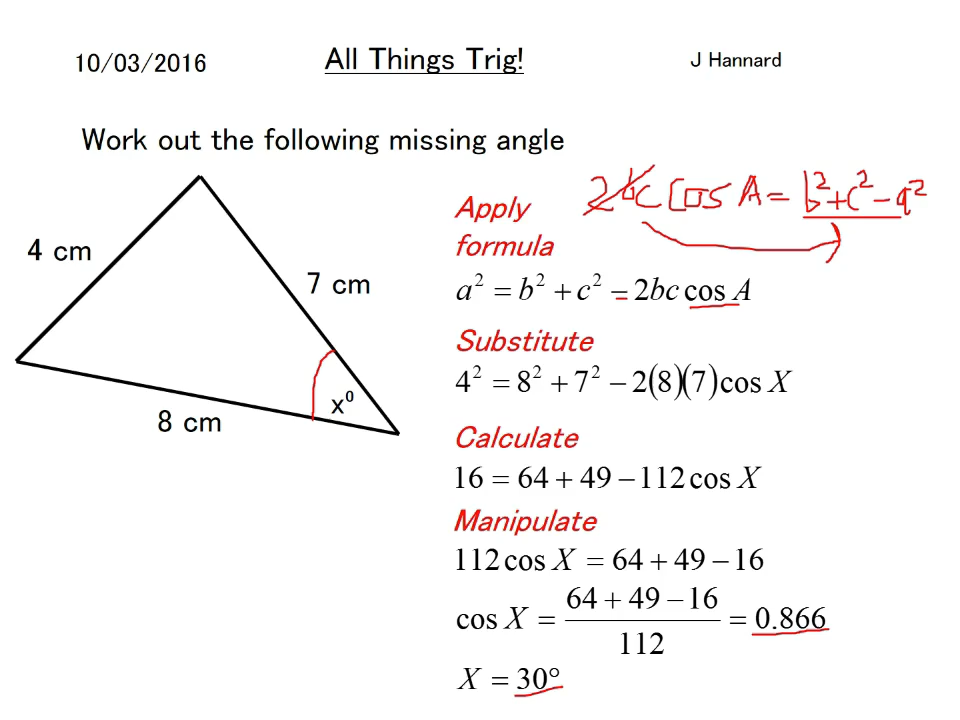 10/03/2016 All Things Trig! J Hannard
Work out the following missing angle
4 cm
7 cm
8 cm
x⁰
Apply formula
2bc Cos A = b² + c² - a²
a² = b² + c² − 2bc cos A
Substitute
4² = 8² + 7² − 2(8)(7)cos X
Calculate
16 = 64 + 49 − 112 cos X
Manipulate
112 cos X = 64 + 49 − 16
cos X = (64 + 49 − 16)/112 = 0.866
X = 30°